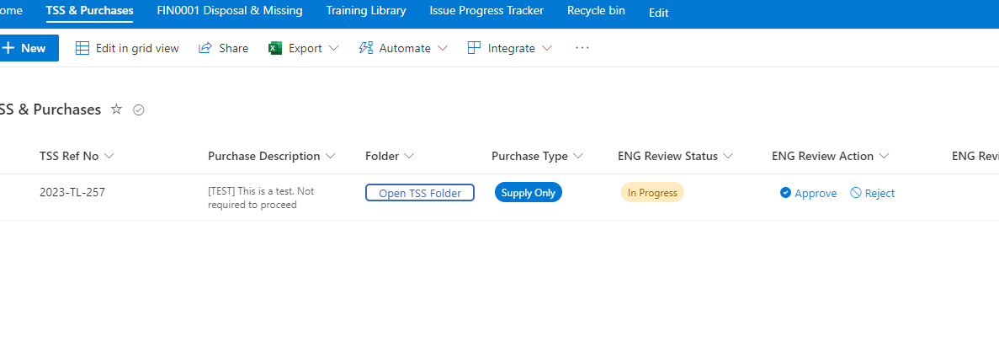 ome TSS & Purchases FIN0001 Disposal & Missing Training Library Issue Progress Tracker Recycle bin Edit
New Edit in grid view Share Export Automate Integrate ...
SS & Purchases
TSS Ref No Purchase Description Folder Purchase Type ENG Review Status ENG Review Action ENG Revi
2023-TL-257 [TEST] This is a test. Not Open TSS Folder Supply Only In Progress Approve Reject
required to proceed